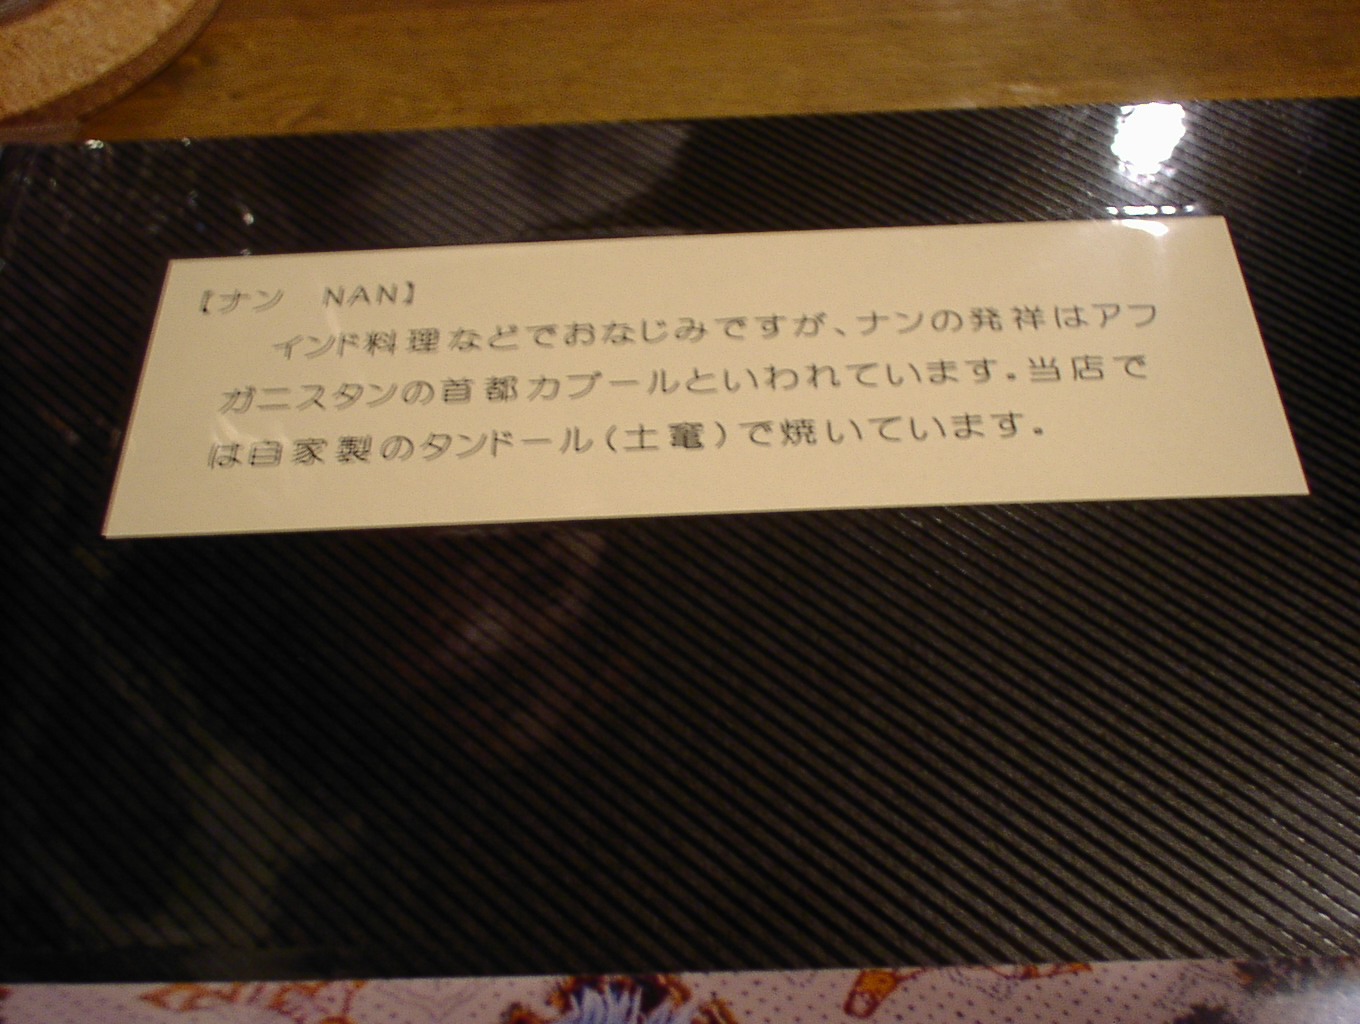 【ナン　NAN】
インド料理などでおなじみですが、ナンの発祥はアフ
ガニスタンの首都カブールといわれています。当店で
は自家製のタンドール（土竃）で焼いています。